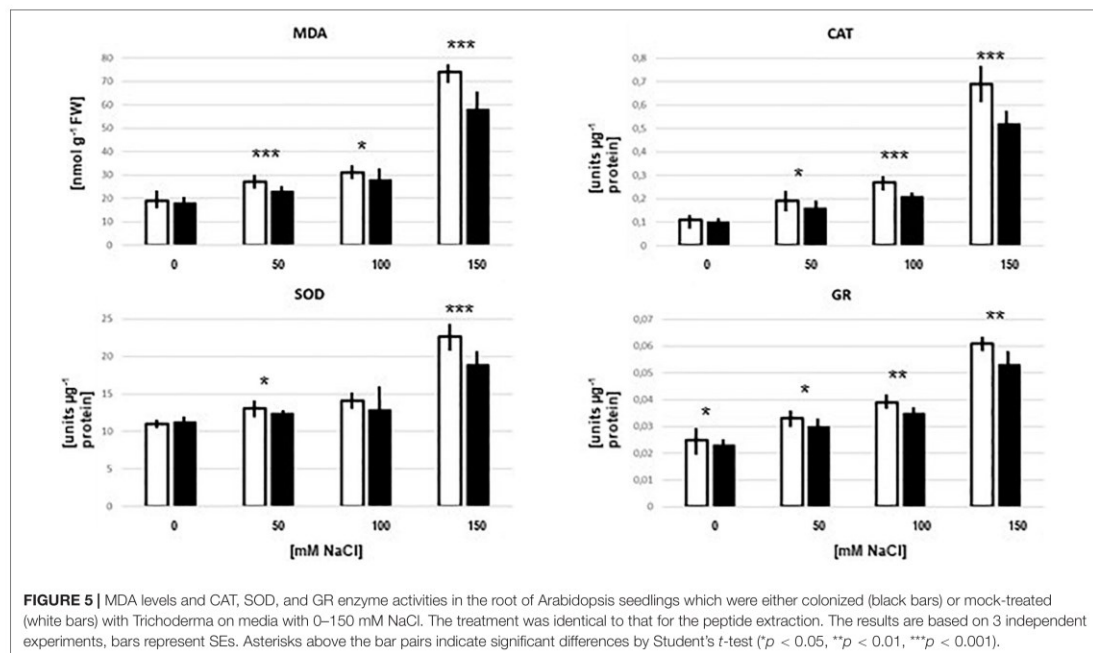 MDA
[nmol g-1 FW]
80
70
60
50
40
30
20
10
0
***
*
***
0 50 100 150
CAT
[units µg-1 protein]
0,8
0,7
0,6
0,5
0,4
0,3
0,2
0,1
0
*
***
***
0 50 100 150
SOD
[units µg-1 protein]
25
20
15
10
5
0
*
***
0 50 100 150
[mM NaCl]
GR
[units µg-1 protein]
0,07
0,06
0,05
0,04
0,03
0,02
0,01
0
*
*
**
**
0 50 100 150
[mM NaCl]
FIGURE 5 | MDA levels and CAT, SOD, and GR enzyme activities in the root of Arabidopsis seedlings which were either colonized (black bars) or mock-treated
(white bars) with Trichoderma on media with 0–150 mM NaCl. The treatment was identical to that for the peptide extraction. The results are based on 3 independent
experiments, bars represent SEs. Asterisks above the bar pairs indicate significant differences by Student's t-test (*p < 0.05, **p < 0.01, ***p < 0.001).